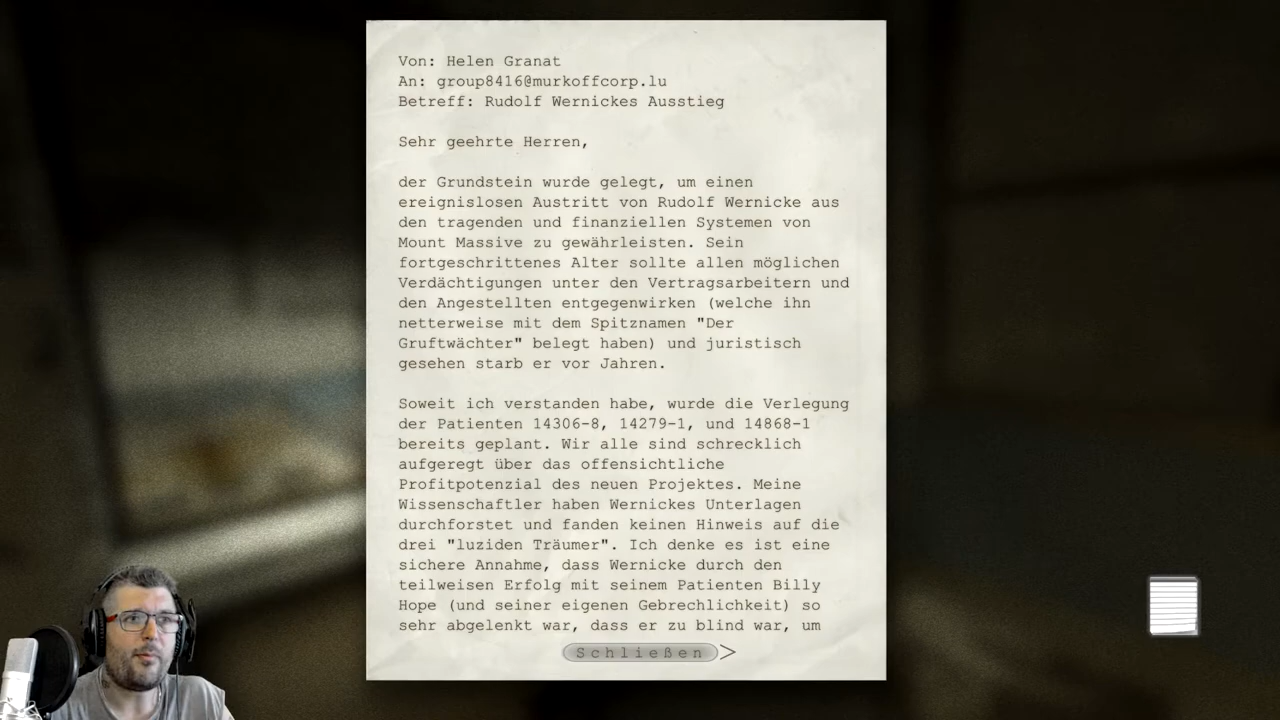 Von: Helen Granat
An: group8416@murkoffcorp.lu
Betreff: Rudolf Wernickes Ausstieg
Sehr geehrte Herren,
der Grundstein wurde gelegt, um einen
ereignislosen Austritt von Rudolf Wernicke aus
den tragenden und finanziellen Systemen von
Mount Massive zu gewährleisten. Sein
fortgeschrittenes Alter sollte allen möglichen
Verdächtigungen unter den Vertragsarbeitern und
den Angestellten entgegenwirken (welche ihn
netterweise mit dem Spitznamen "Der
Gruftwächter" belegt haben) und juristisch
gesehen starb er vor Jahren.
Soweit ich verstanden habe, wurde die Verlegung
der Patienten 14306-8, 14279-1, und 14868-1
bereits geplant. Wir alle sind schrecklich
aufgeregt über das offensichtliche
Profitpotenzial des neuen Projektes. Meine
Wissenschaftler haben Wernickes Unterlagen
durchforstet und fanden keinen Hinweis auf die
drei "luziden Träumer". Ich denke es ist eine
sichere Annahme, dass Wernicke durch den
teilweisen Erfolg mit seinem Patienten Billy
Hope (und seiner eigenen Gebrechlichkeit) so
sehr abgelenkt war, dass er zu blind war, um
Schließen >